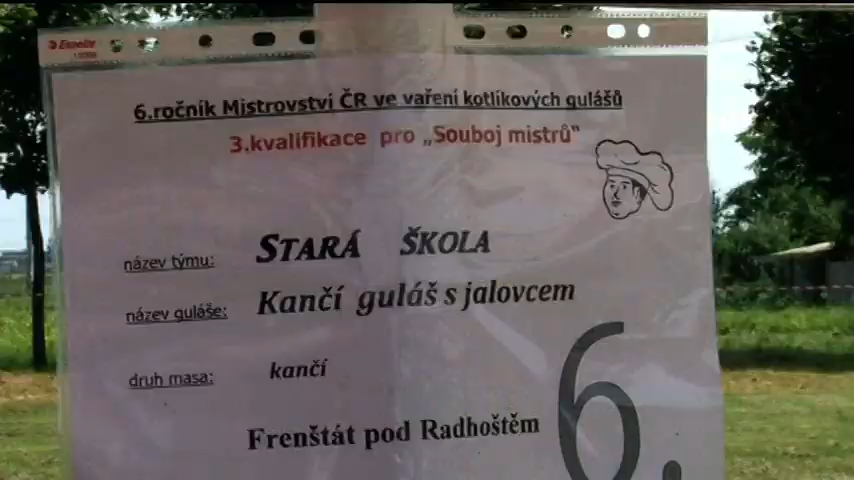 Esselte
6.ročník Mistrovství ČR ve vaření kotlíkových gulášů
3.kvalifikace pro „Souboj mistrů"
název týmu: STARÁ ŠKOLA
název guláše: Kančí guláš s jalovcem
druh masa: kančí
Frenštát pod Radhoštěm
6.